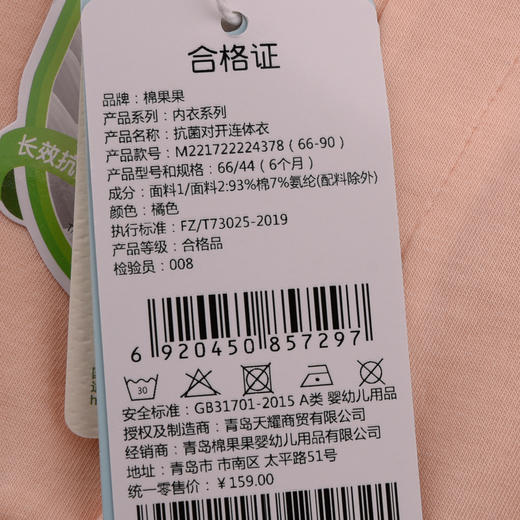 合格证
品牌：棉果果
产品系列：内衣系列
产品名称：抗菌对开连体衣
产品款号：M221722224378（66-90）
产品型号和规格：66/44（6个月）
成分：面料1/面料2:93%棉7%氨纶(配料除外)
颜色：橘色
执行标准：FZ/T73025-2019
产品等级：合格品
检验员：008
6 920450 857297
30
安全标准：GB31701-2015 A类 婴幼儿用品
授权及制造商：青岛天耀商贸有限公司
经销商：青岛棉果果婴幼儿用品有限公司
地址：青岛市 市南区 太平路51号
统一零售价：￥159.00
长效抗